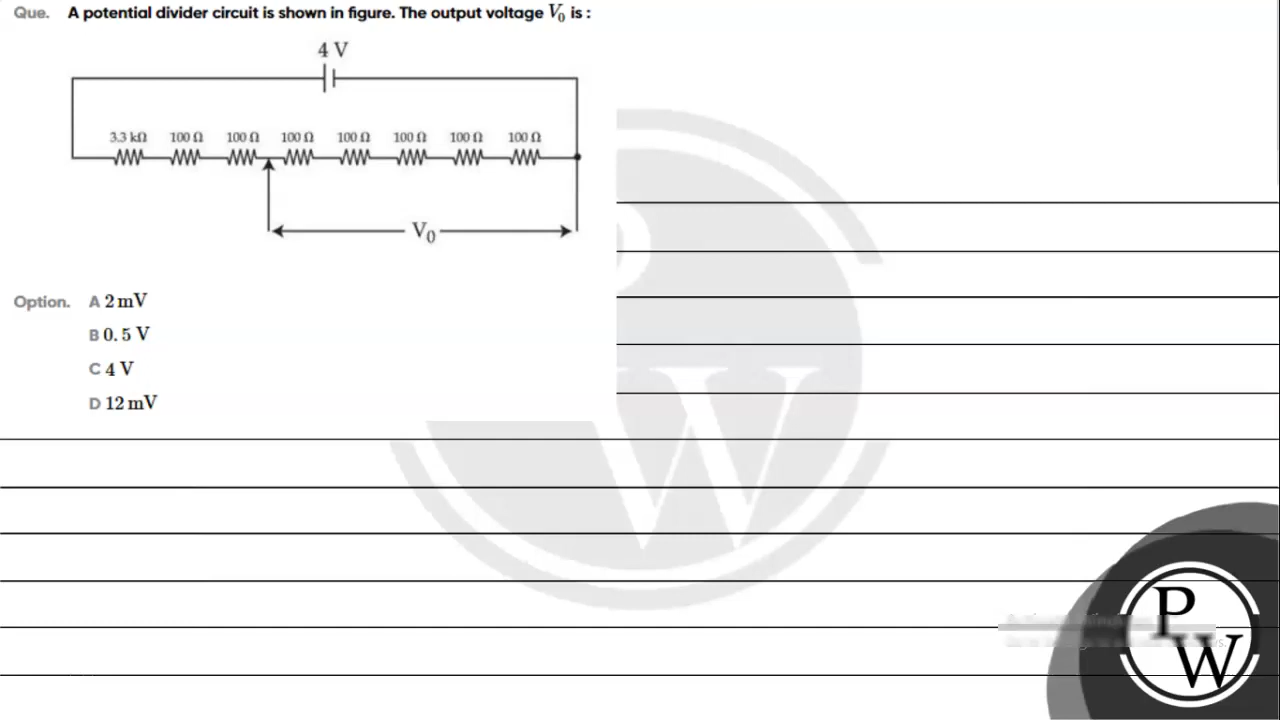 Que. A potential divider circuit is shown in figure. The output voltage V₀ is :
4 V
3.3 kΩ 100 Ω 100 Ω 100 Ω 100 Ω 100 Ω 100 Ω 100 Ω
V₀
Option. A 2 mV
B 0. 5 V
C 4 V
D 12 mV
W
P
W